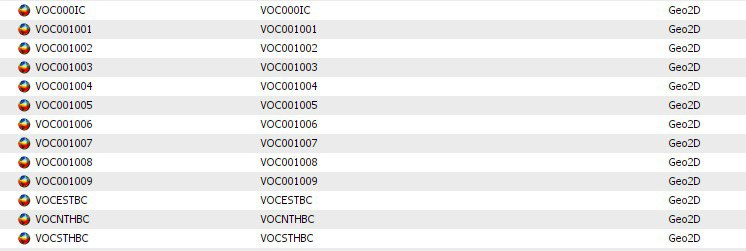 VOC000IC VOC000IC Geo2D
VOC001001 VOC001001 Geo2D
VOC001002 VOC001002 Geo2D
VOC001003 VOC001003 Geo2D
VOC001004 VOC001004 Geo2D
VOC001005 VOC001005 Geo2D
VOC001006 VOC001006 Geo2D
VOC001007 VOC001007 Geo2D
VOC001008 VOC001008 Geo2D
VOC001009 VOC001009 Geo2D
VOCESTBC VOCESTBC Geo2D
VOCNTHBC VOCNTHBC Geo2D
VOCSTHBC VOCSTHBC Geo2D